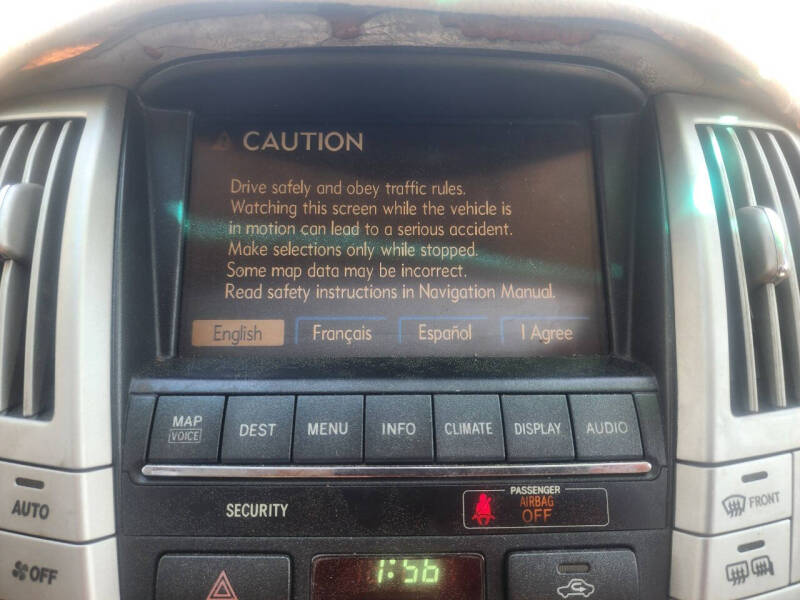 CAUTION
Drive safely and obey traffic rules.
Watching this screen while the vehicle is
in motion can lead to a serious accident.
Make selections only while stopped.
Some map data may be incorrect.
Read safety instructions in Navigation Manual.
English Français Español I Agree
MAP
VOICE
DEST
MENU
INFO
CLIMATE
DISPLAY
AUDIO
AUTO
OFF
SECURITY
PASSENGER
AIRBAG
OFF
FRONT
1:56